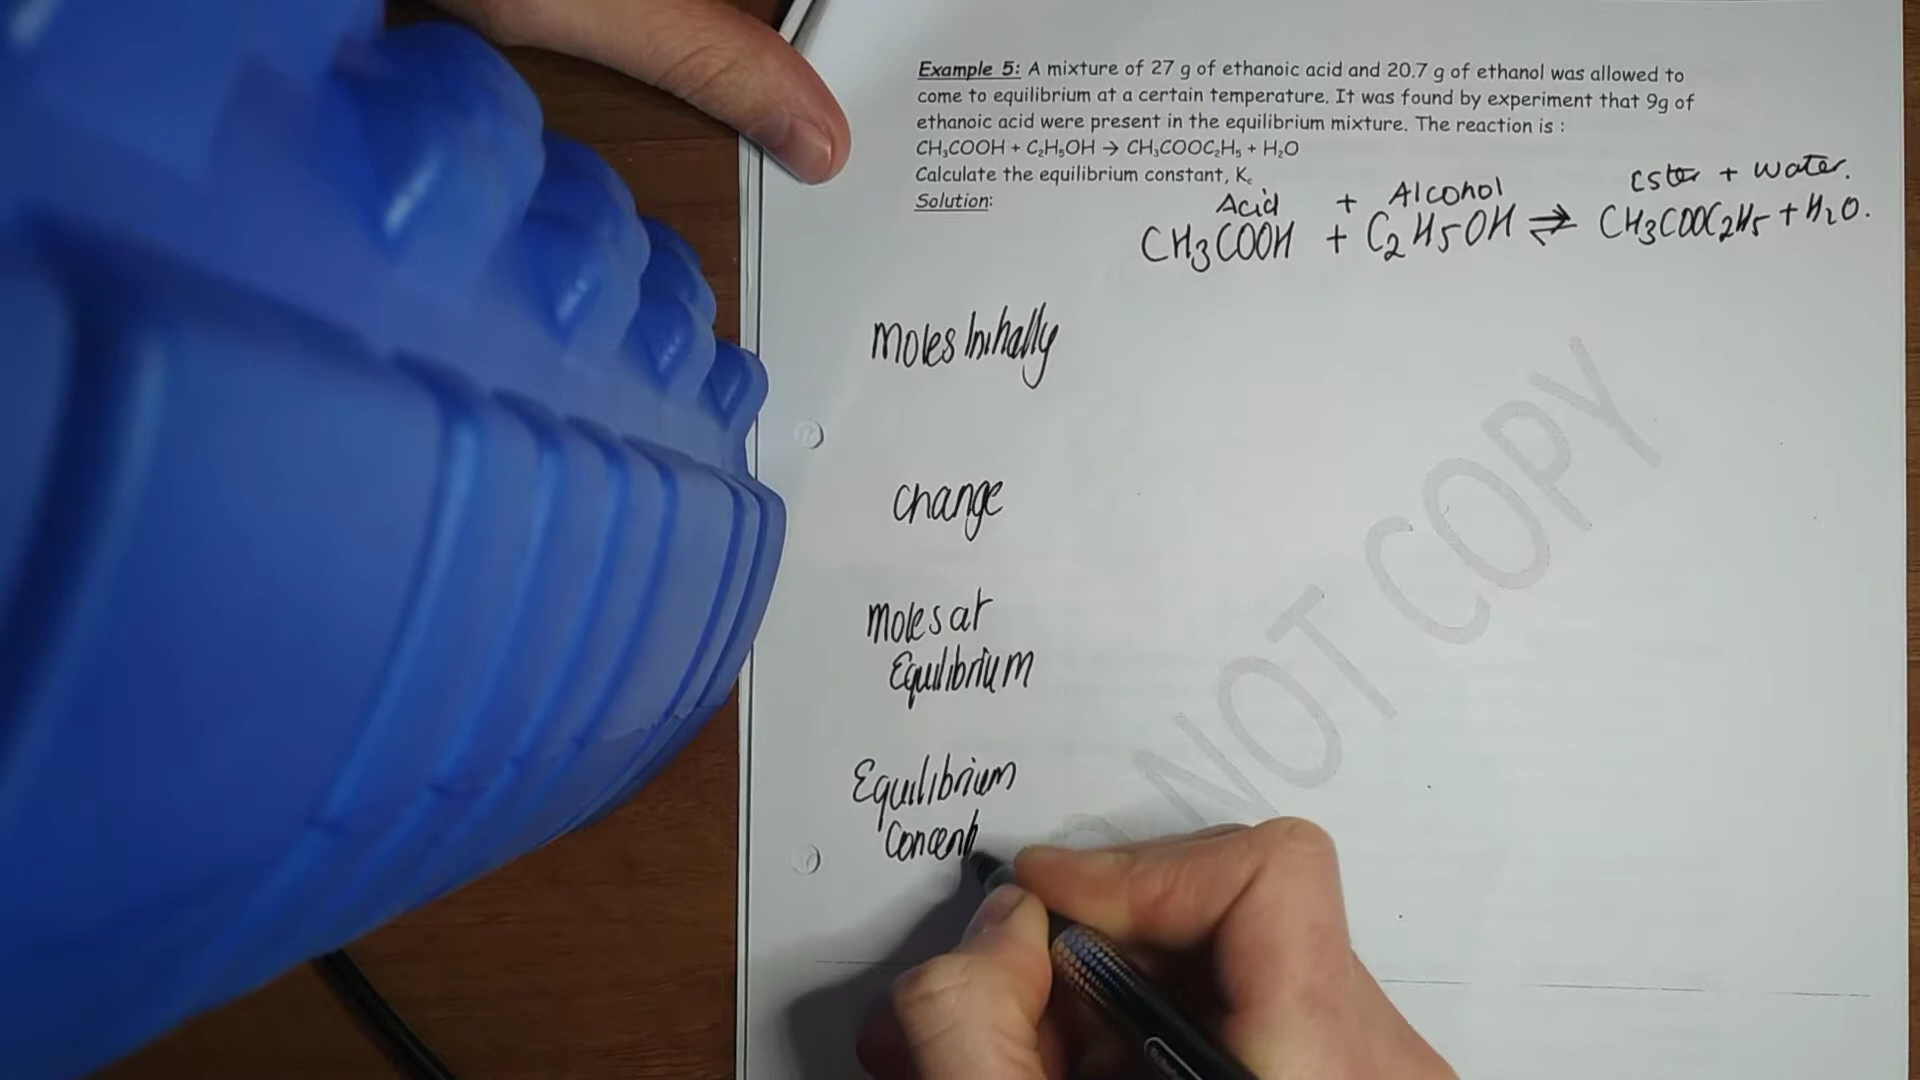 Example 5: A mixture of 27 g of ethanoic acid and 20.7 g of ethanol was allowed to
come to equilibrium at a certain temperature. It was found by experiment that 9g of
ethanoic acid were present in the equilibrium mixture. The reaction is :
CH₃COOH + C₂H₅OH → CH₃COOC₂H₅ + H₂O
Calculate the equilibrium constant, Kc
Solution:
Acid + Alcohol Ester + water.
CH3COOH + C2H5OH ⇌ CH3COOC2H5 + H2O.
Moles Initially
Change
Moles at
Equilibrium
Equilibrium
Concent
NOT COPY